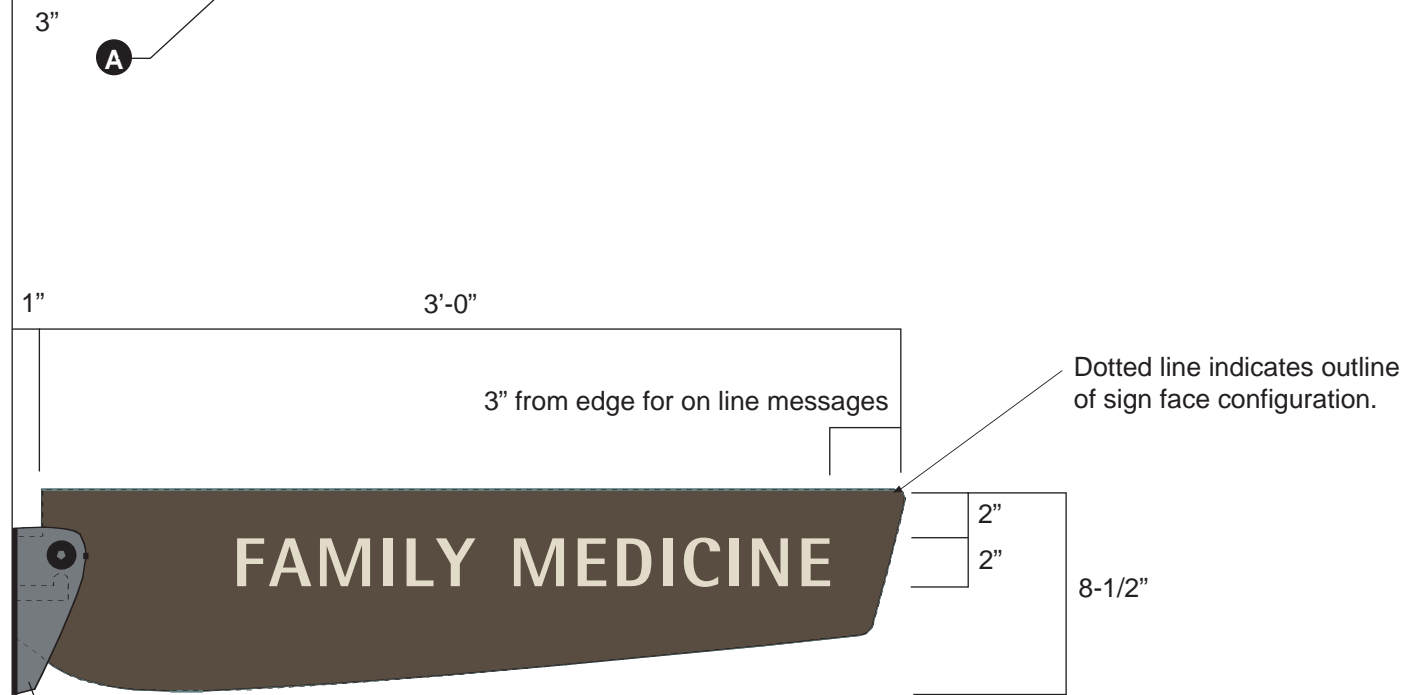 3”
A
1”
3’-0”
3” from edge for on line messages
Dotted line indicates outline
of sign face configuration.
FAMILY MEDICINE
2”
2”
8-1/2”